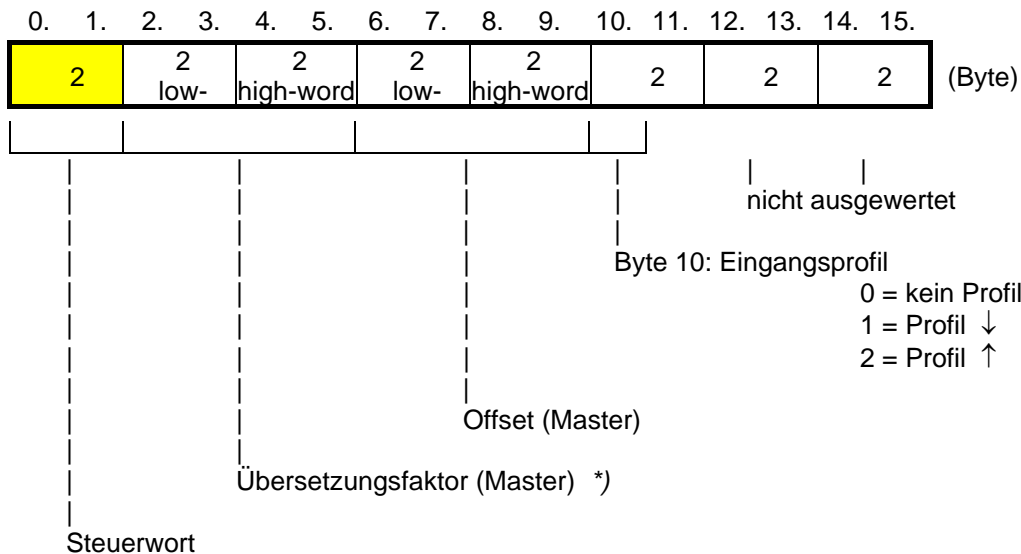 0. 1. 2. 3. 4. 5. 6. 7. 8. 9. 10. 11. 12. 13. 14. 15.
2 2 2 2 2 2 2 2 (Byte)
low- high-word low- high-word
nicht ausgewertet
Byte 10: Eingangsprofil
0 = kein Profil
1 = Profil ↓
2 = Profil ↑
Offset (Master)
Übersetzungsfaktor (Master) *)
Steuerwort